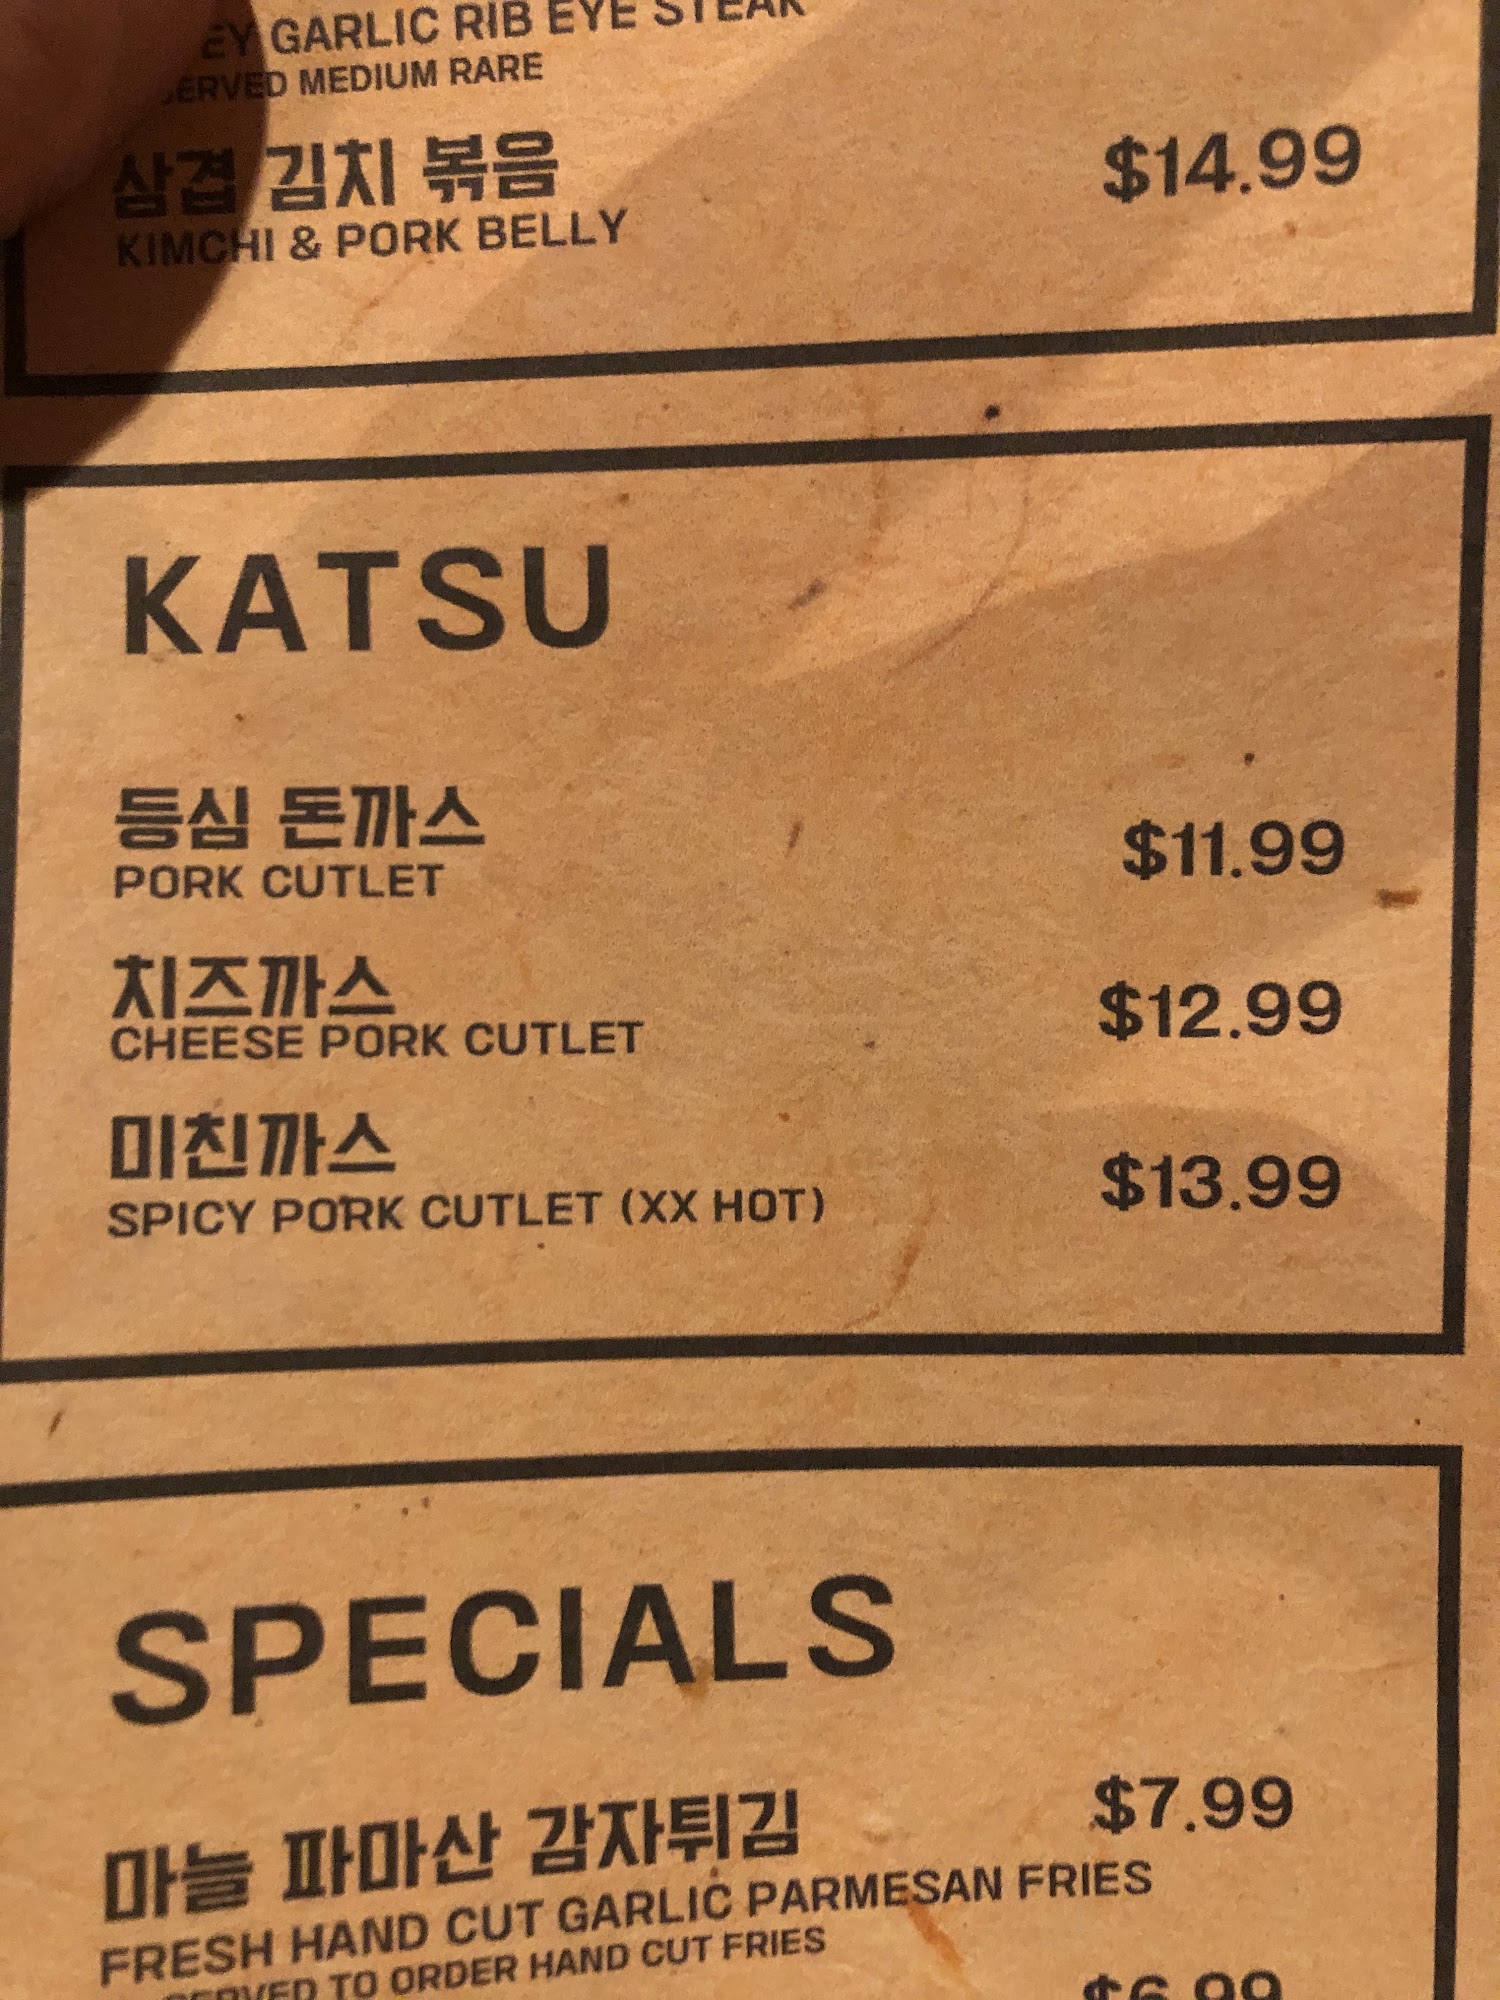 GARLIC RIB EYE STEAK
SERVED MEDIUM RARE
삼겹 김치 볶음 $14.99
KIMCHI & PORK BELLY
KATSU
등심 돈까스 $11.99
PORK CUTLET
치즈까스 $12.99
CHEESE PORK CUTLET
미친까스 $13.99
SPICY PORK CUTLET (XX HOT)
SPECIALS
마늘 파마산 감자튀김 $7.99
FRESH HAND CUT GARLIC PARMESAN FRIES
SERVED TO ORDER HAND CUT FRIES
$6.99